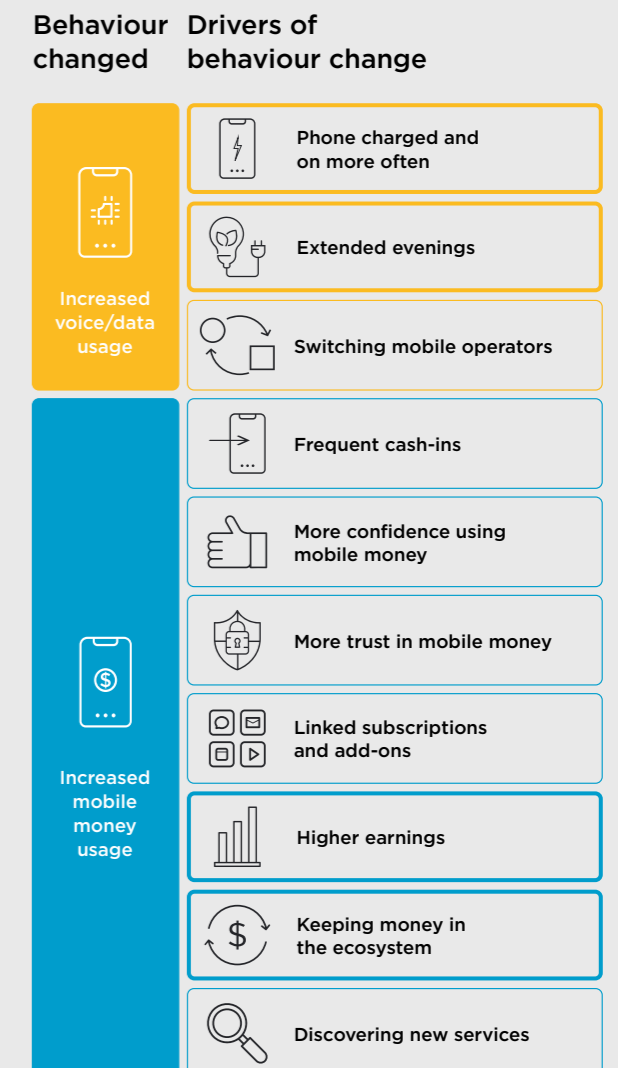 Behaviour changed
Drivers of behaviour change
Increased
voice/data
usage
Phone charged and
on more often
Extended evenings
Switching mobile operators
Increased
mobile
money
usage
$
Frequent cash-ins
More confidence using
mobile money
More trust in mobile money
Linked subscriptions
and add-ons
Higher earnings
$
Keeping money in
the ecosystem
Discovering new services